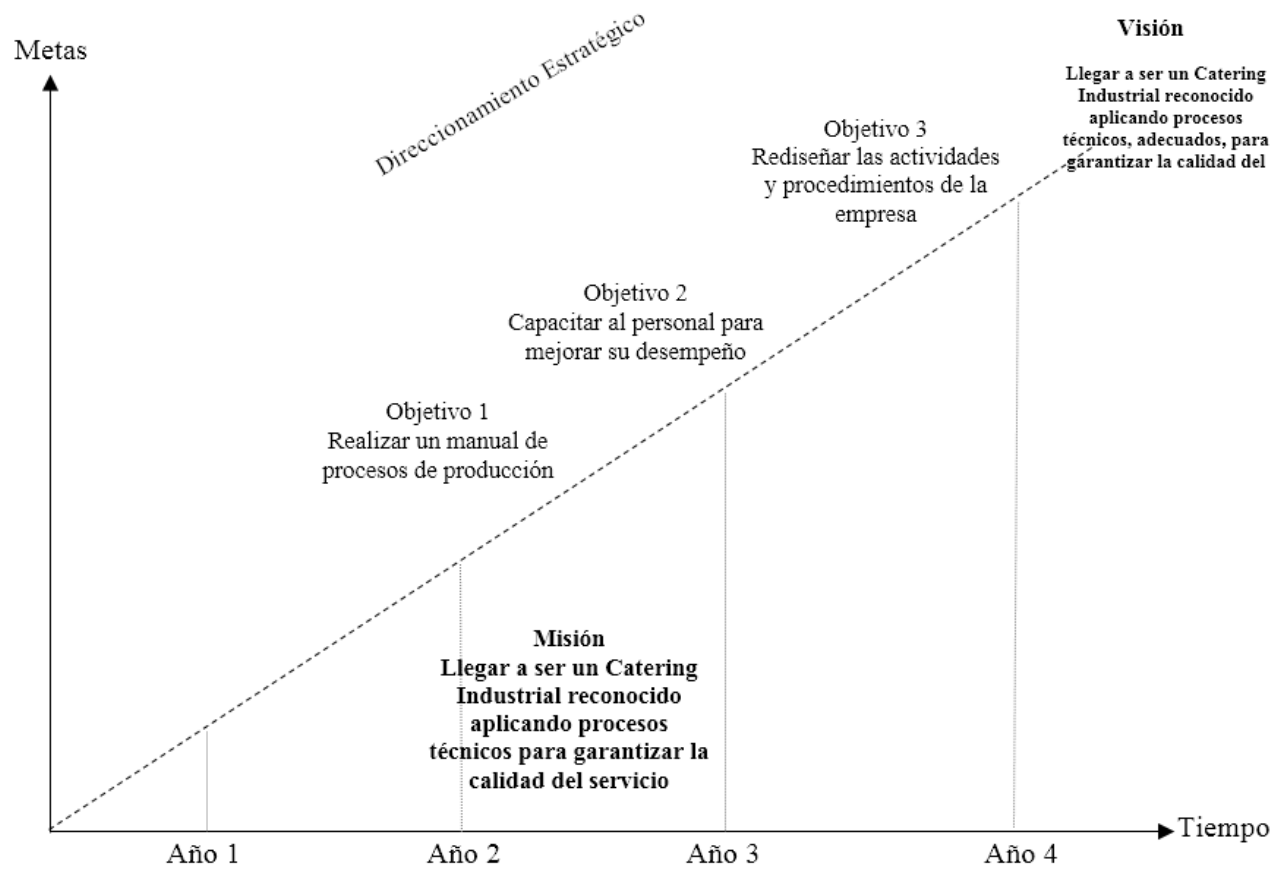 Metas
Direccionamiento Estratégico
Visión
Llegar a ser un Catering
Industrial reconocido
aplicando procesos
técnicos, adecuados, para
garantizar la calidad del
Objetivo 3
Rediseñar las actividades
y procedimientos de la
empresa
Objetivo 2
Capacitar al personal para
mejorar su desempeño
Objetivo 1
Realizar un manual de
procesos de producción
Misión
Llegar a ser un Catering
Industrial reconocido
aplicando procesos
técnicos para garantizar la
calidad del servicio
Tiempo
Año 1
Año 2
Año 3
Año 4